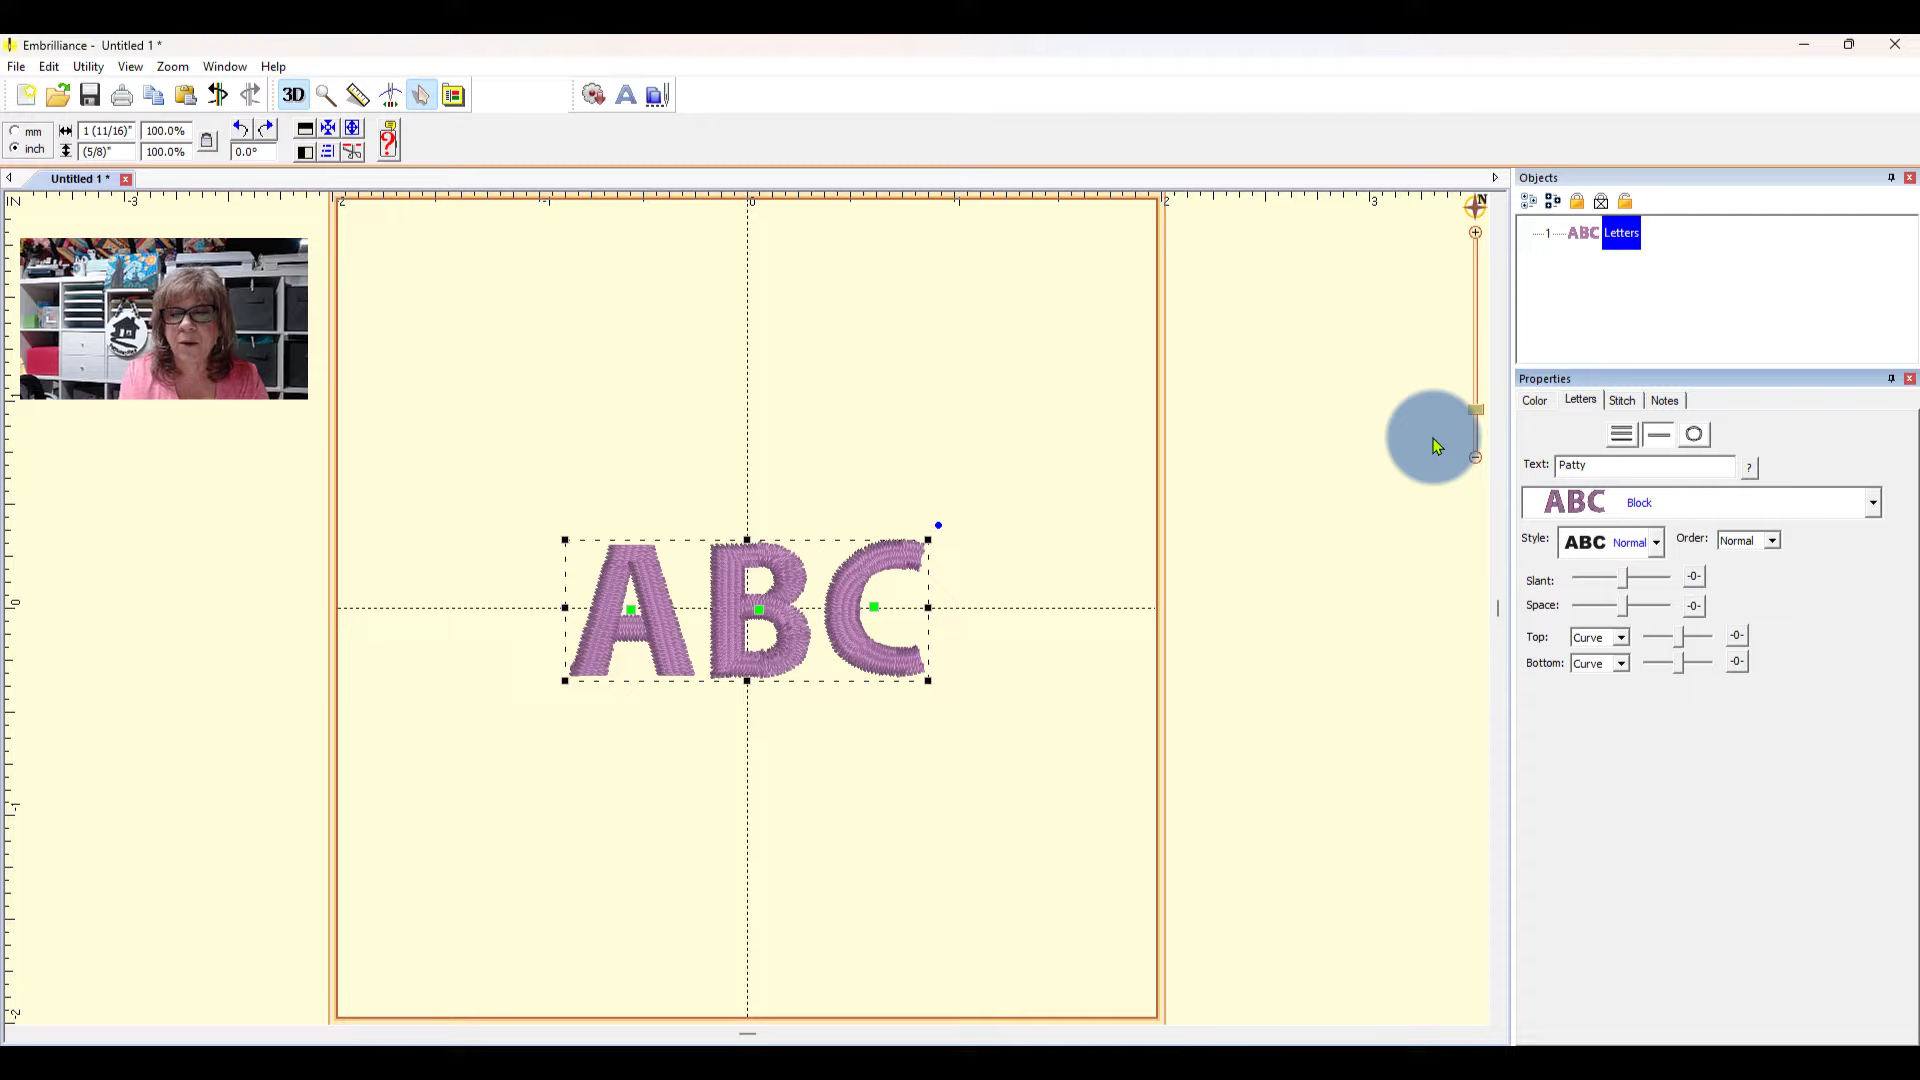 Embrilliance - Untitled 1 *
File Edit Utility View Zoom Window Help
3D
mm 1 (11/16)" 100.0%
inch (5/8)" 100.0% 0.0°
Untitled 1 *
IN -3 -2 -1 0 1 2 3 N
0
-1
-2
ABC
Objects
1 ABC Letters
Properties
Color Letters Stitch Notes
Text: Patty ?
ABC Block
Style: ABC Normal Order: Normal
Slant: -0-
Space: -0-
Top: Curve -0-
Bottom: Curve -0-